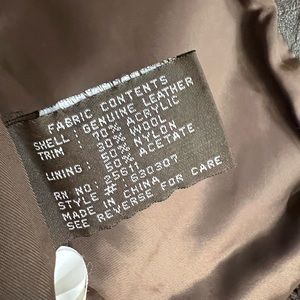 FABRIC CONTENTS
SHELL: GENUINE LEATHER
TRIM : 70% ACRYLIC
30% WOOL
LINING: 50% NYLON
50% ACETATE
RN NO: 25611
STYLE # 630307
MADE IN CHINA
SEE REVERSE FOR CARE